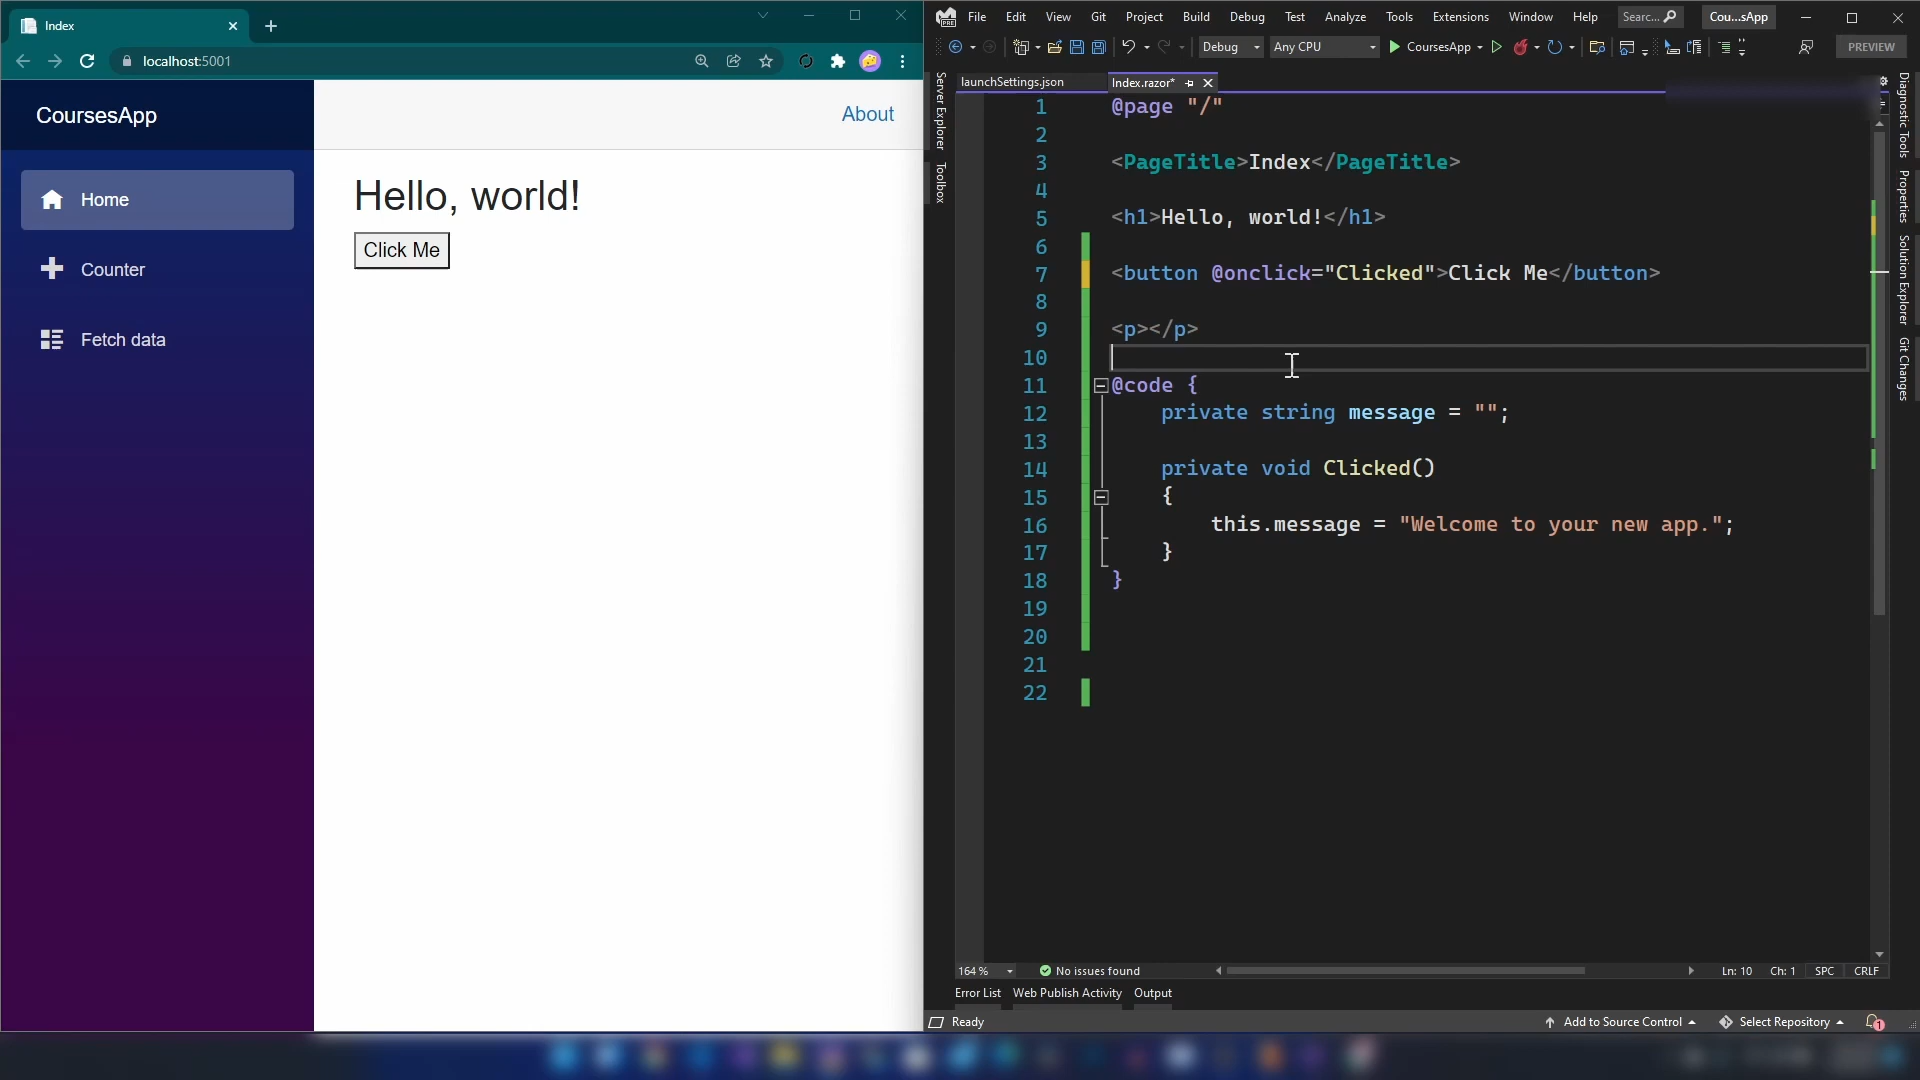 Index
localhost:5001
CoursesApp
About
Home
Counter
Fetch data
Hello, world!
Click Me
File Edit View Git Project Build Debug Test Analyze Tools Extensions Window Help Searc... Cou...sApp
Debug Any CPU CoursesApp PREVIEW
Server Explorer
Toolbox
launchSettings.json Index.razor*
1 @page "/"
2
3 <PageTitle>Index</PageTitle>
4
5 <h1>Hello, world!</h1>
6
7 <button @onclick="Clicked">Click Me</button>
8
9 <p></p>
10
11 @code {
12 private string message = "";
13
14 private void Clicked()
15 {
16 this.message = "Welcome to your new app.";
17 }
18 }
19
20
21
22
Diagnostic Tools
Properties
Solution Explorer
Git Changes
164 % No issues found Ln: 10 Ch: 1 SPC CRLF
Error List Web Publish Activity Output
Ready Add to Source Control Select Repository 1